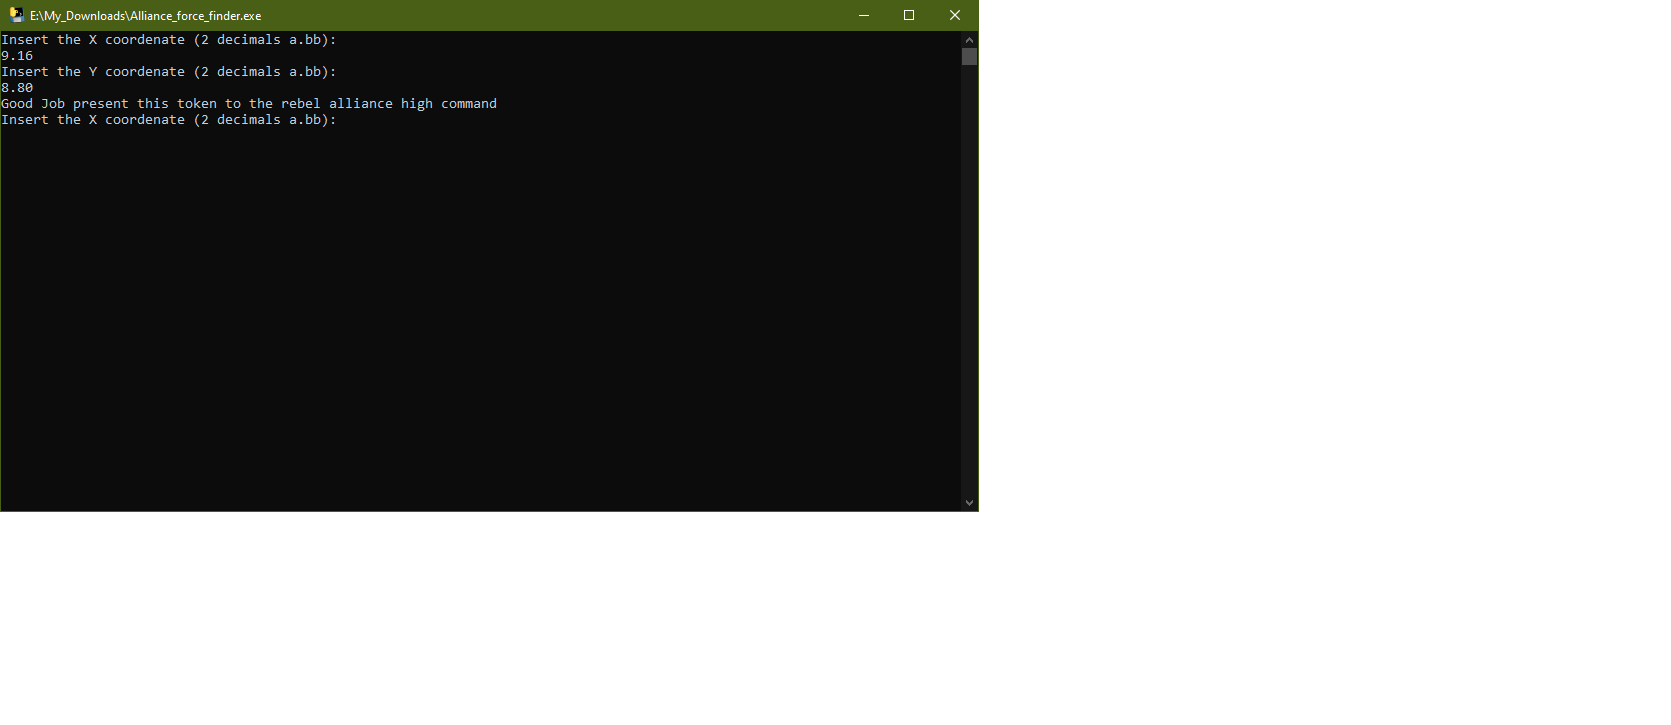 E:\My_Downloads\Alliance_force_finder.exe
Insert the X coordenate (2 decimals a.bb):
9.16
Insert the Y coordenate (2 decimals a.bb):
8.80
Good Job present this token to the rebel alliance high command
Insert the X coordenate (2 decimals a.bb):